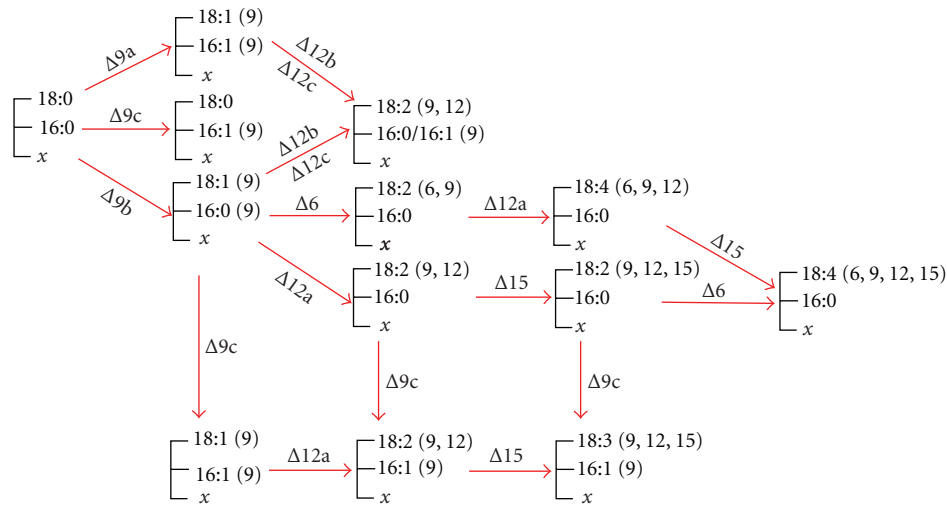 18:1 (9)
16:1 (9)
x
Δ9a
Δ12b
Δ12c
18:0
16:0
x
Δ9c
18:0
16:1 (9)
x
18:2 (9, 12)
16:0/16:1 (9)
x
Δ12b
Δ12c
Δ9b
18:1 (9)
16:0 (9)
x
Δ6
18:2 (6, 9)
16:0
x
Δ12a
18:4 (6, 9, 12)
16:0
x
Δ15
Δ12a
18:2 (9, 12)
16:0
x
Δ15
18:2 (9, 12, 15)
16:0
x
Δ6
18:4 (6, 9, 12, 15)
16:0
x
Δ9c
Δ9c
Δ9c
18:1 (9)
16:1 (9)
x
Δ12a
18:2 (9, 12)
16:1 (9)
x
Δ15
18:3 (9, 12, 15)
16:1 (9)
x